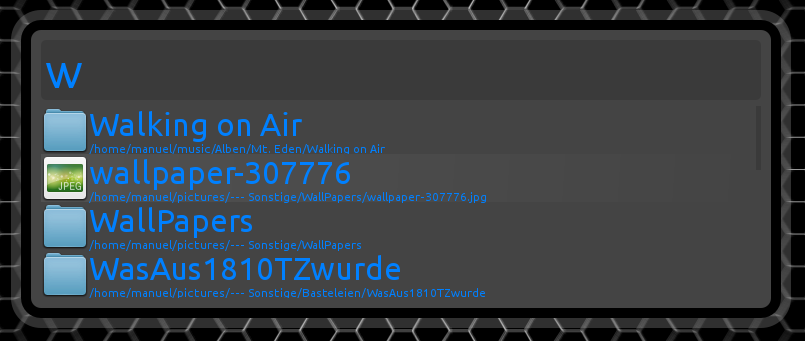 W
Walking on Air
/home/manuel/music/Alben/Mt. Eden/Walking on Air
wallpaper-307776
/home/manuel/pictures/--- Sonstige/WallPapers/wallpaper-307776.jpg
JPEG
WallPapers
/home/manuel/pictures/--- Sonstige/WallPapers
WasAus1810TZwurde
/home/manuel/pictures/--- Sonstige/Basteleien/WasAus1810TZwurde